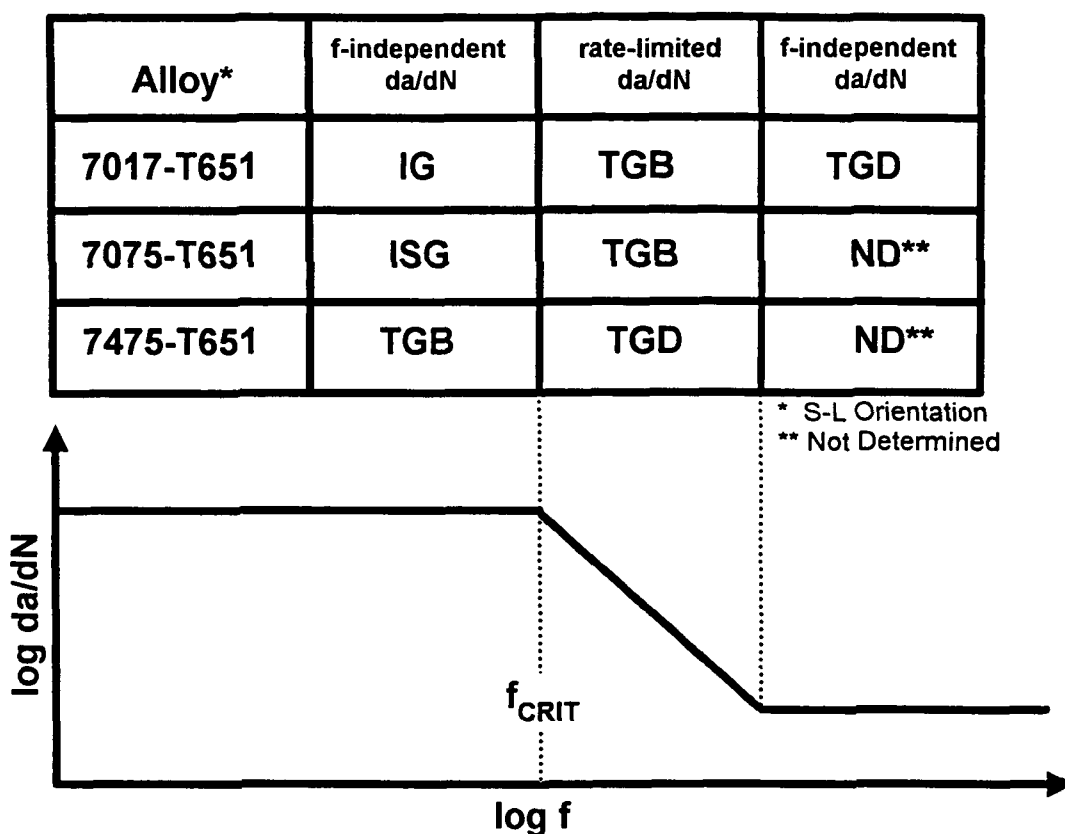 Alloy* f-independent da/dN rate-limited da/dN f-independent da/dN
7017-T651 IG TGB TGD
7075-T651 ISG TGB ND**
7475-T651 TGB TGD ND**
* S-L Orientation
** Not Determined
log da/dN
fCRIT
log f